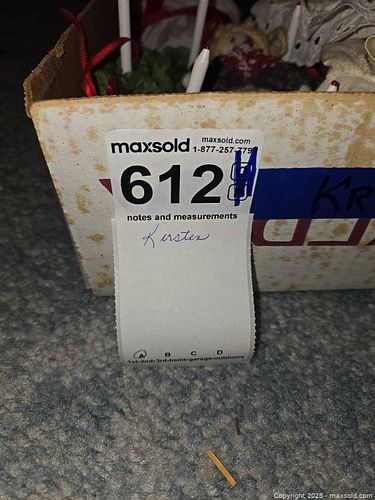 maxsold
maxsold.com
1-877-257-
612
notes and measurements
Kirsten
A B C D
1st-2nd-3rd-bsmt-garage-outdoors
KR
Copyright 2025 - maxsold.com